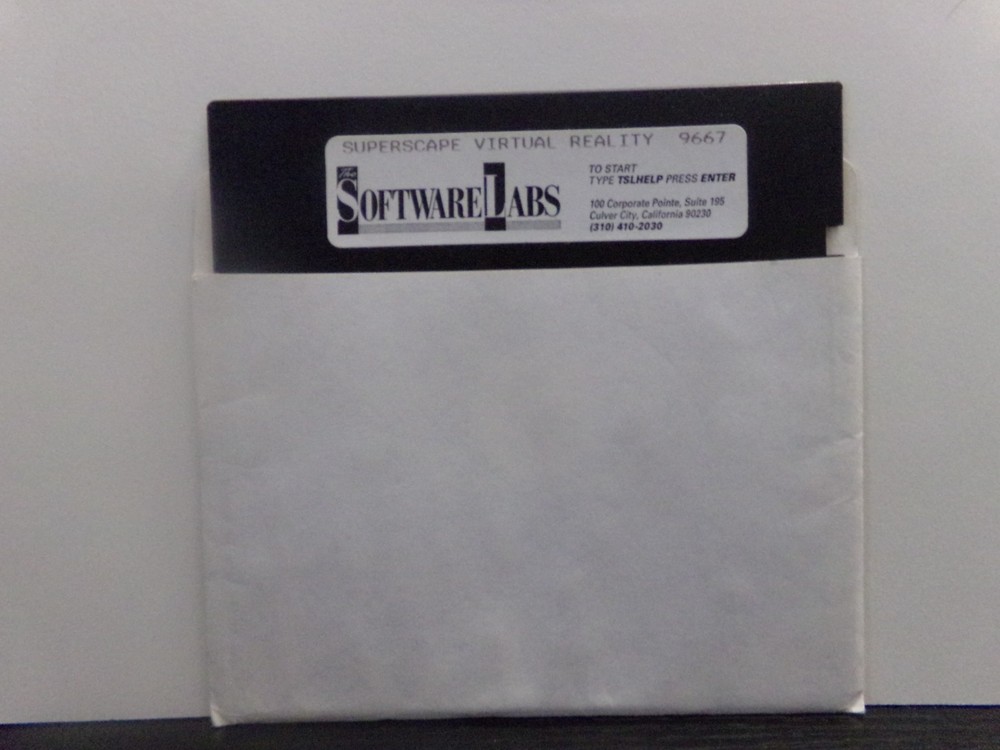 SUPERSCAPE VIRTUAL REALITY 9667
The
SOFTWARE LABS
TO START
TYPE TSLHELP PRESS ENTER
100 Corporate Pointe, Suite 195
Culver City, California 90230
(310) 410-2030